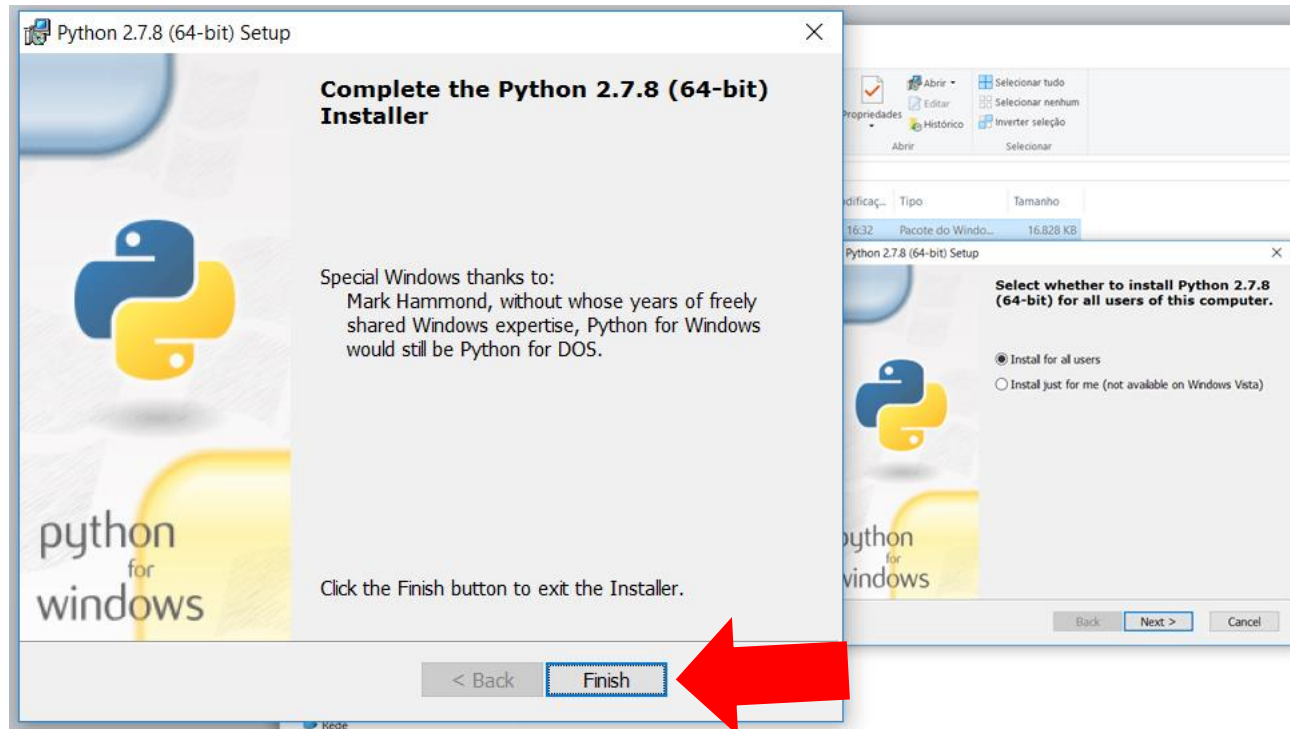 Python 2.7.8 (64-bit) Setup
Complete the Python 2.7.8 (64-bit)
Installer
Special Windows thanks to:
Mark Hammond, without whose years of freely
shared Windows expertise, Python for Windows
would still be Python for DOS.
python
for
windows
Click the Finish button to exit the Installer.
< Back
Finish
Rede
Propriedades
Abrir
Editar
Histórico
Abrir
Selecionar tudo
Selecionar nenhum
Inverter seleção
Selecionar
Tipo
Tamanho
16:32
Pacote do Windo...
16.828 KB
Python 2.7.8 (64-bit) Setup
Select whether to install Python 2.7.8
(64-bit) for all users of this computer.
Install for all users
Install just for me (not available on Windows Vista)
python
for
windows
Back
Next >
Cancel